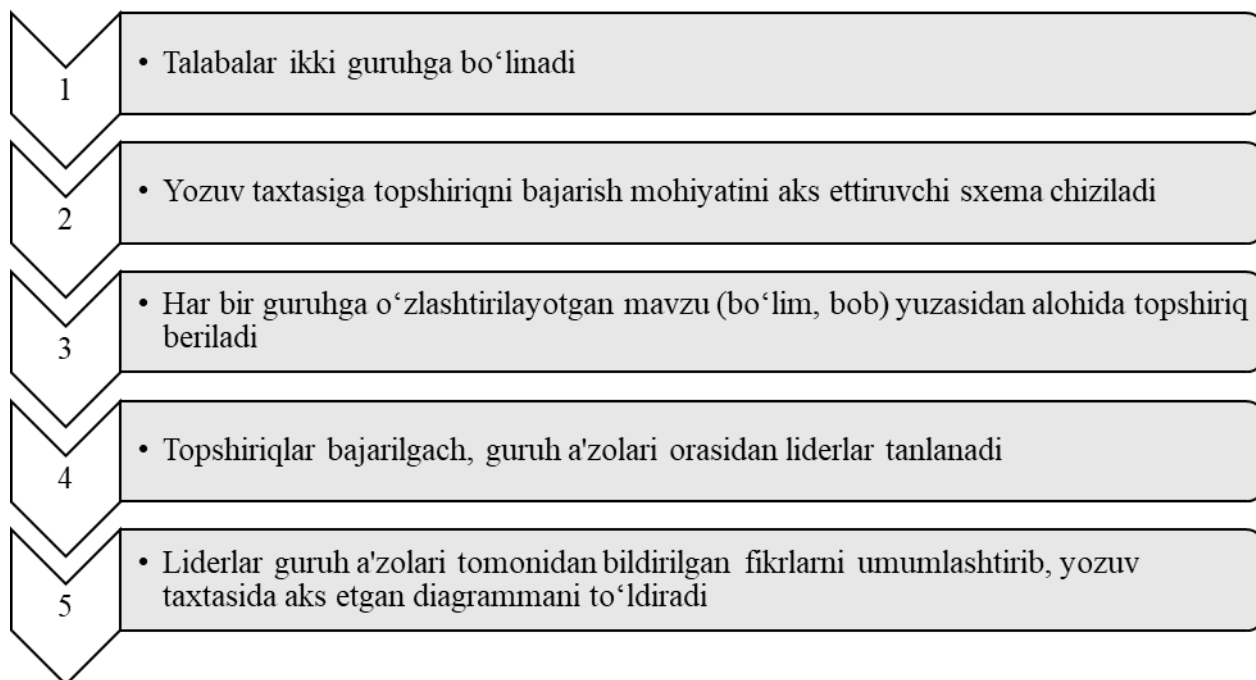 1
• Talabalar ikki guruhga bo‘linadi
2
• Yozuv taxtasiga topshiriqni bajarish mohiyatini aks ettiruvchi sxema chiziladi
3
• Har bir guruhga o‘zlashtirilayotgan mavzu (bo‘lim, bob) yuzasidan alohida topshiriq
beriladi
4
• Topshiriqlar bajarilgach, guruh a'zolari orasidan liderlar tanlanadi
5
• Liderlar guruh a'zolari tomonidan bildirilgan fikrlarni umumlashtirib, yozuv
taxtasida aks etgan diagrammani to‘ldiradi